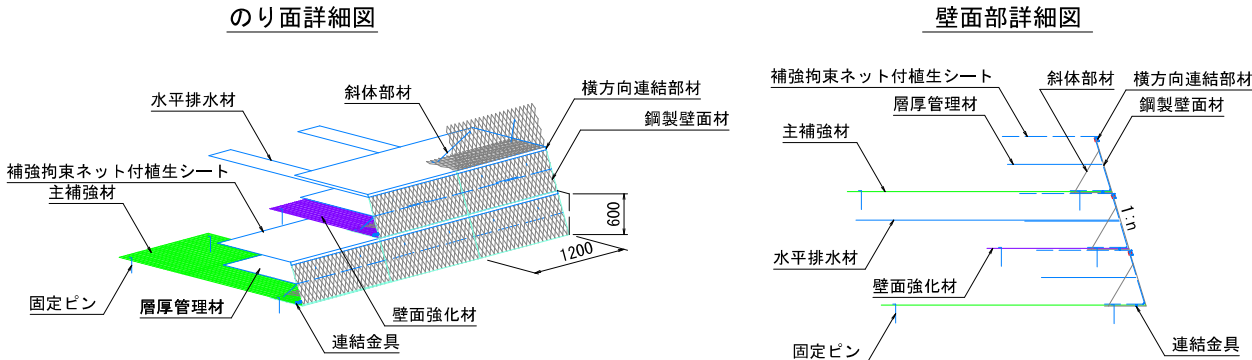 のり面詳細図
水平排水材
斜体部材
横方向連結部材
鋼製壁面材
補強拘束ネット付植生シート
主補強材
600
1200
固定ピン
層厚管理材
壁面強化材
連結金具
壁面部詳細図
補強拘束ネット付植生シート
斜体部材
横方向連結部材
層厚管理材
鋼製壁面材
主補強材
1:n
水平排水材
壁面強化材
固定ピン
連結金具